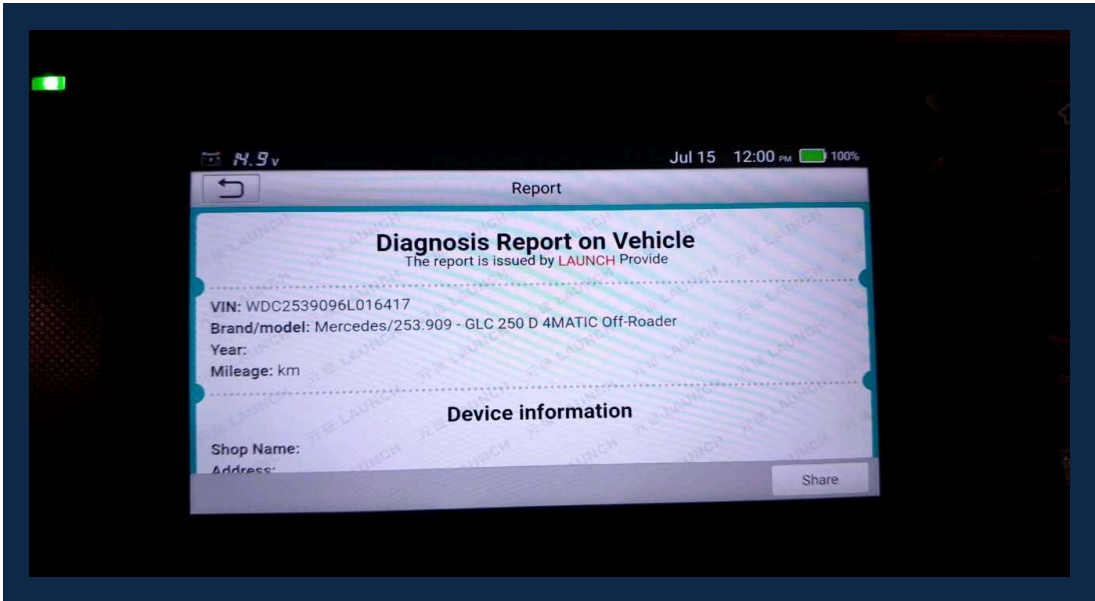 14.9 v Jul 15 12:00 PM 100%
Report
Diagnosis Report on Vehicle
The report is issued by LAUNCH Provide
VIN: WDC2539096L016417
Brand/model: Mercedes/253.909 - GLC 250 D 4MATIC Off-Roader
Year:
Mileage: km
Device information
Shop Name:
Address:
Share